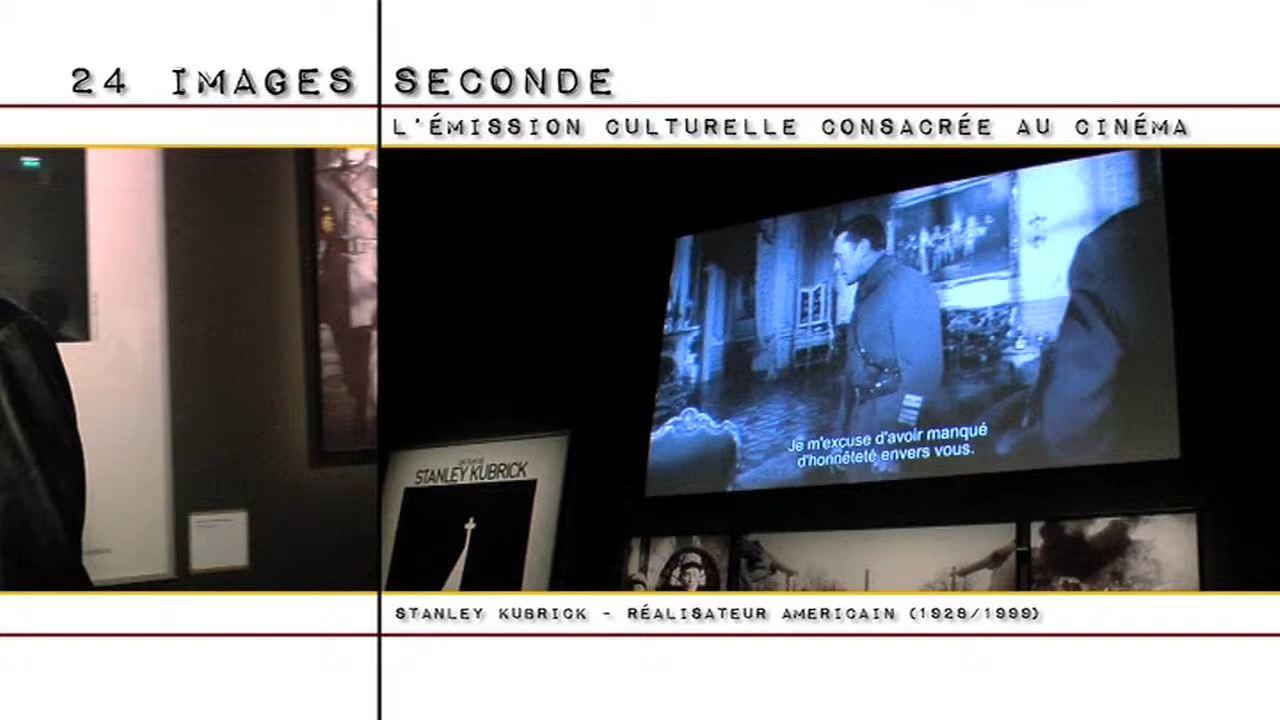 24 IMAGES SECONDE
L'ÉMISSION CULTURELLE CONSACRÉE AU CINÉMA
STANLEY KUBRICK
Je m'excuse d'avoir manqué
d'honnêteté envers vous.
STANLEY KUBRICK - RÉALISATEUR AMERICAIN (1928/1999)